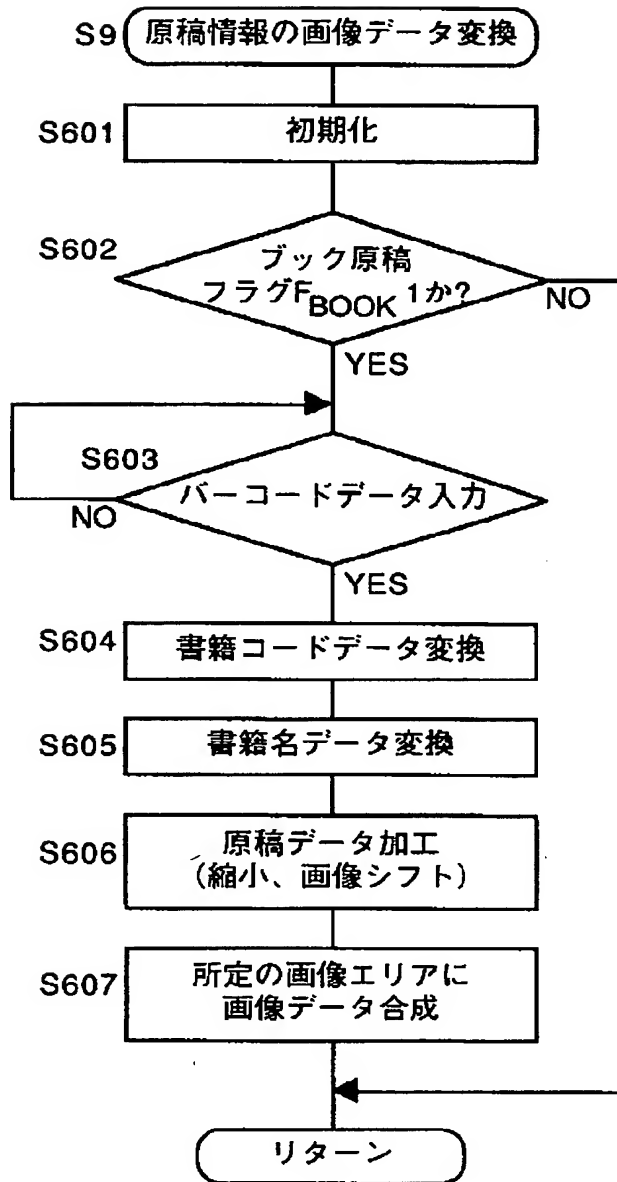 S9 原稿情報の画像データ変換
S601 初期化
S602
ブック原稿
フラグF BOOK 1か?
NO
YES
S603
バーコードデータ入力
NO
YES
S604 書籍コードデータ変換
S605 書籍名データ変換
S606 原稿データ加工
(縮小、画像シフト)
S607 所定の画像エリアに
画像データ合成
リターン